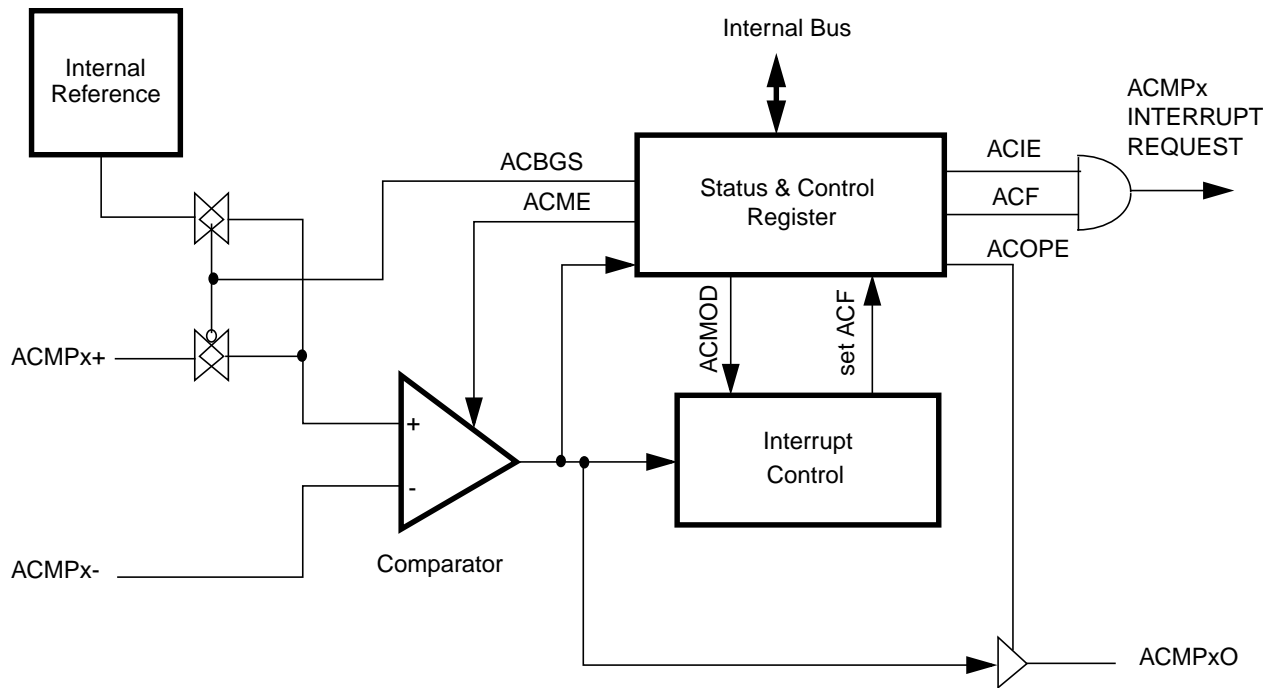 Internal Bus
Internal
Reference
ACMPx
INTERRUPT
REQUEST
ACBGS
ACME
Status & Control
Register
ACIE
ACF
ACOPE
ACMOD
set ACF
ACMPx+
+
-
Interrupt
Control
Comparator
ACMPx-
ACMPxO